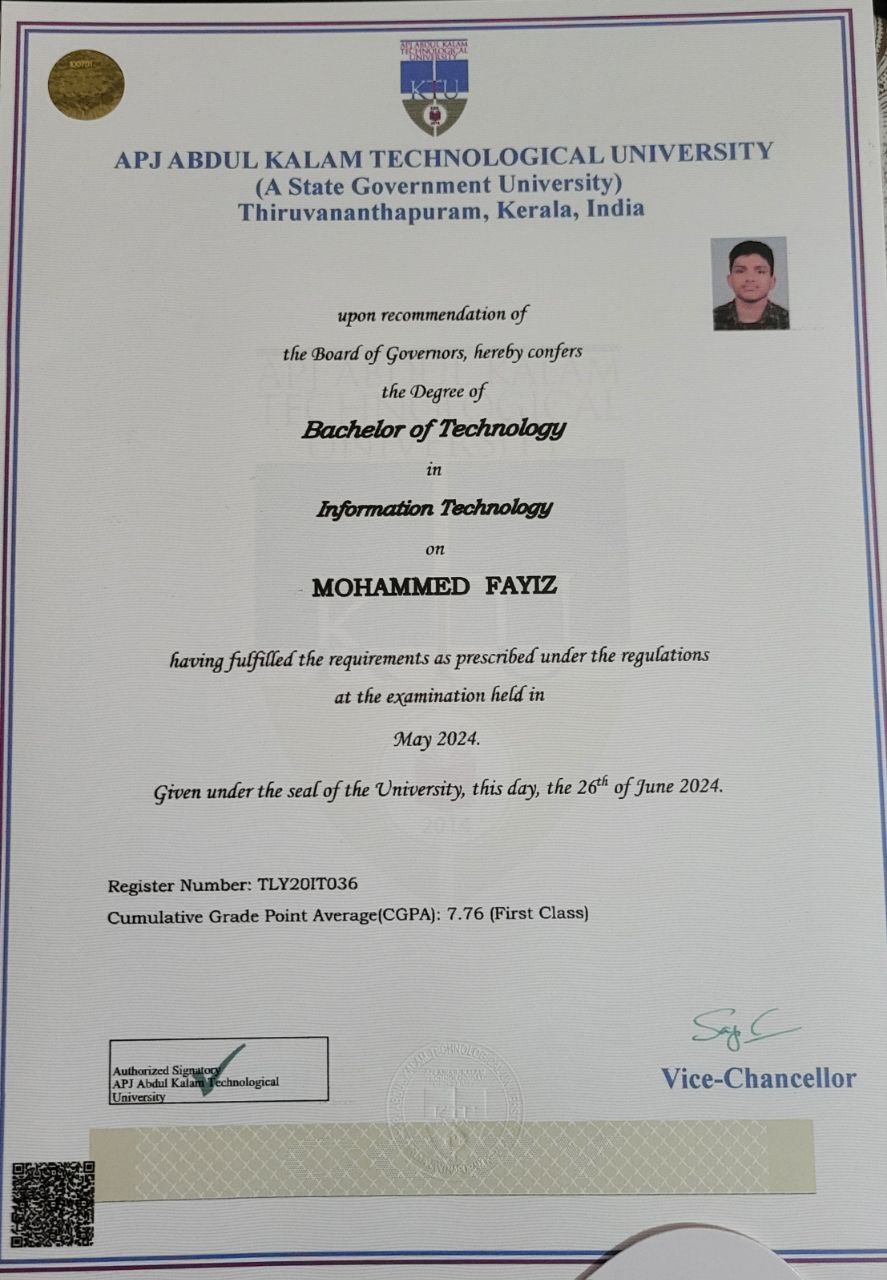 100701
APJ ABDUL KALAM
TECHNOLOGICAL
UNIVERSITY
KTU
APJ ABDUL KALAM TECHNOLOGICAL UNIVERSITY
(A State Government University)
Thiruvananthapuram, Kerala, India
upon recommendation of
the Board of Governors, hereby confers
the Degree of
Bachelor of Technology
in
Information Technology
on
MOHAMMED FAYIZ
having fulfilled the requirements as prescribed under the regulations
at the examination held in
May 2024.
Given under the seal of the University, this day, the 26th of June 2024.
2014
Register Number: TLY20IT036
Cumulative Grade Point Average(CGPA): 7.76 (First Class)
Authorized Signatory
APJ Abdul Kalam Technological
University
Vice-Chancellor